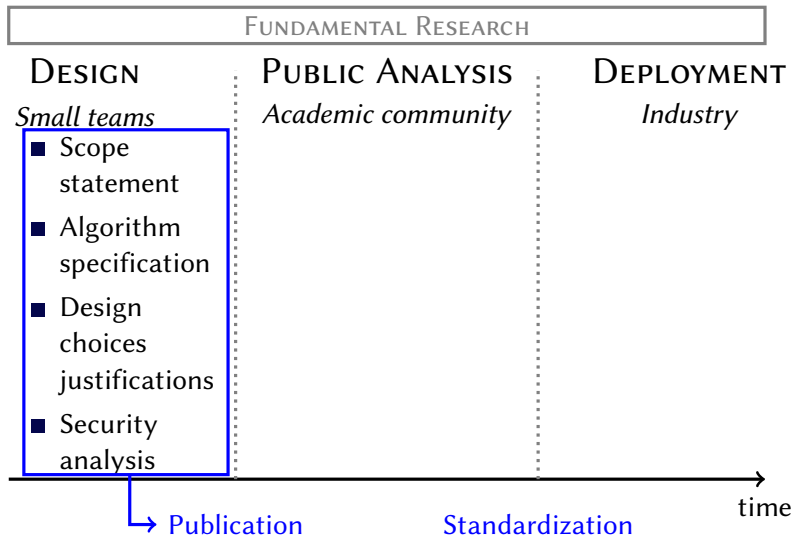 FUNDAMENTAL RESEARCH
DESIGN
Small teams
Scope
statement
Algorithm
specification
Design
choices
justifications
Security
analysis
PUBLIC ANALYSIS
Academic community
DEPLOYMENT
Industry
time
Publication
Standardization